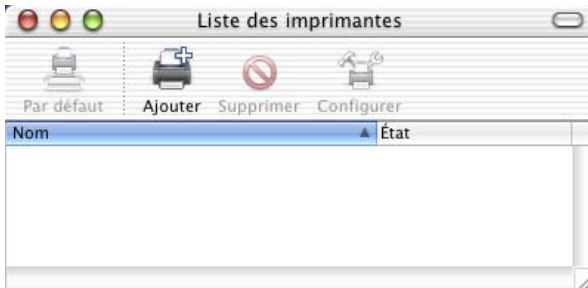 Liste des imprimantes
Par défaut Ajouter Supprimer Configurer
Nom État